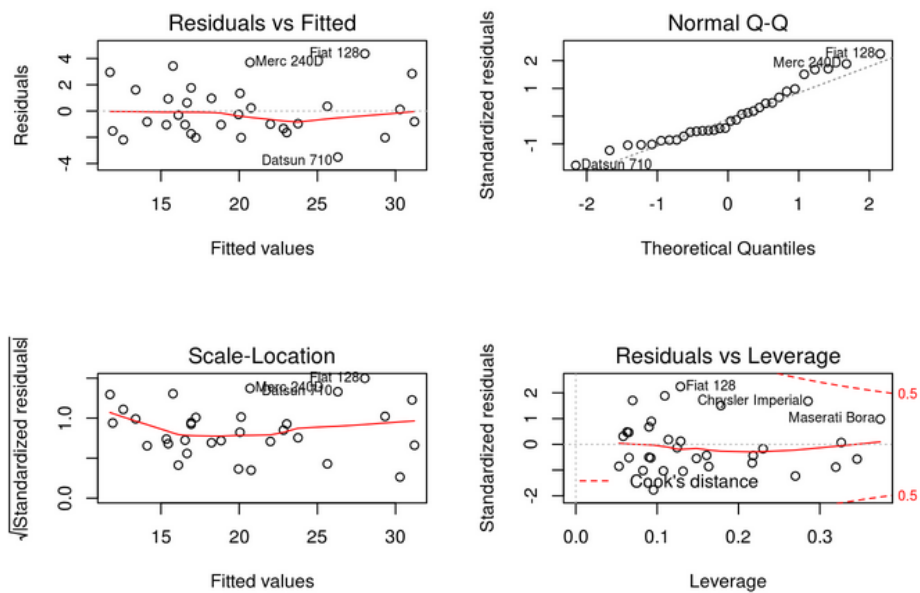 Residuals vs Fitted
Residuals
4
2
0
-4
Fiat 128
Merc 240D
Datsun 710
15
20
25
30
Fitted values
Normal Q-Q
Standardized residuals
2
1
-1
Fiat 128
Merc 240D
Datsun 710
-2
-1
0
1
2
Theoretical Quantiles
Scale-Location
√|Standardized residuals|
1.0
0.0
Fiat 128
Merc 240D
Datsun 710
15
20
25
30
Fitted values
Residuals vs Leverage
Standardized residuals
2
1
0
-2
Fiat 128
Chrysler Imperial
Maserati Bora
0.5
Cook's distance
0.5
0.0
0.1
0.2
0.3
Leverage